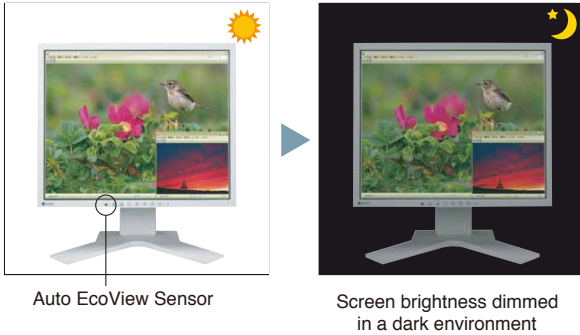 Auto EcoView Sensor
Screen brightness dimmed
in a dark environment